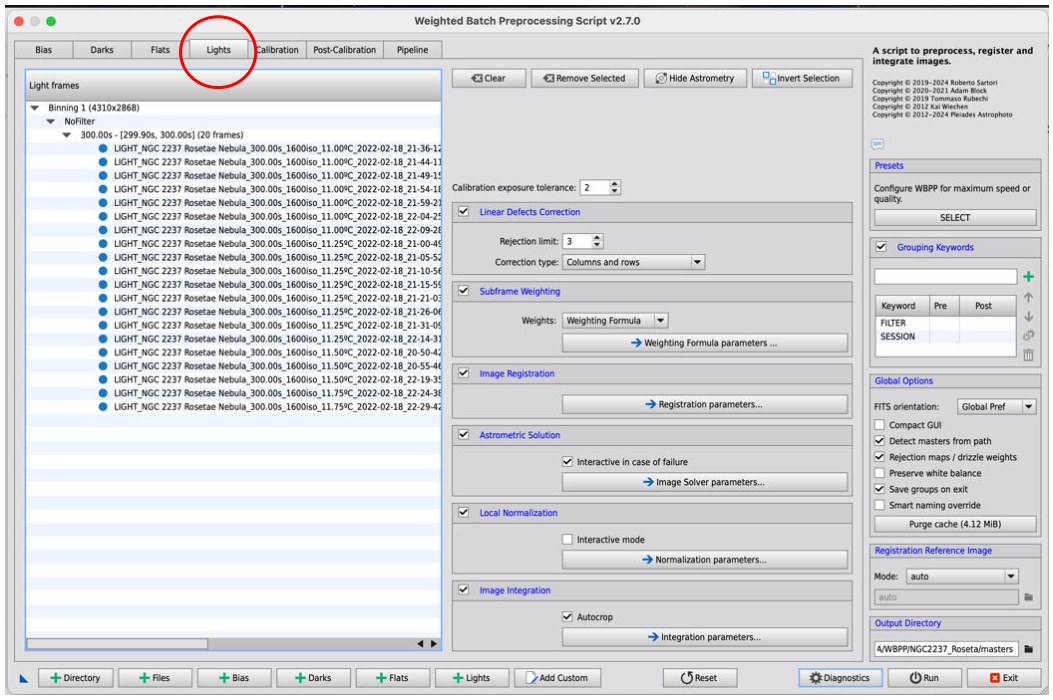 Weighted Batch Preprocessing Script v2.7.0
Bias Darks Flats Lights Calibration Post-Calibration Pipeline
Light frames
Binning 1 (4310x2868)
NoFilter
300.00s - [299.90s, 300.00s] (20 frames)
LIGHT_NGC 2237 Rosetae Nebula_300.00s_1600iso_11.00ºC_2022-02-18_21-36-12
LIGHT_NGC 2237 Rosetae Nebula_300.00s_1600iso_11.00ºC_2022-02-18_21-44-11
LIGHT_NGC 2237 Rosetae Nebula_300.00s_1600iso_11.00ºC_2022-02-18_21-49-15
LIGHT_NGC 2237 Rosetae Nebula_300.00s_1600iso_11.00ºC_2022-02-18_21-54-18
LIGHT_NGC 2237 Rosetae Nebula_300.00s_1600iso_11.00ºC_2022-02-18_21-59-21
LIGHT_NGC 2237 Rosetae Nebula_300.00s_1600iso_11.00ºC_2022-02-18_22-04-25
LIGHT_NGC 2237 Rosetae Nebula_300.00s_1600iso_11.00ºC_2022-02-18_22-09-28
LIGHT_NGC 2237 Rosetae Nebula_300.00s_1600iso_11.25ºC_2022-02-18_21-00-49
LIGHT_NGC 2237 Rosetae Nebula_300.00s_1600iso_11.25ºC_2022-02-18_21-05-52
LIGHT_NGC 2237 Rosetae Nebula_300.00s_1600iso_11.25ºC_2022-02-18_21-10-56
LIGHT_NGC 2237 Rosetae Nebula_300.00s_1600iso_11.25ºC_2022-02-18_21-15-59
LIGHT_NGC 2237 Rosetae Nebula_300.00s_1600iso_11.25ºC_2022-02-18_21-21-03
LIGHT_NGC 2237 Rosetae Nebula_300.00s_1600iso_11.25ºC_2022-02-18_21-26-06
LIGHT_NGC 2237 Rosetae Nebula_300.00s_1600iso_11.25ºC_2022-02-18_21-31-09
LIGHT_NGC 2237 Rosetae Nebula_300.00s_1600iso_11.25ºC_2022-02-18_22-14-31
LIGHT_NGC 2237 Rosetae Nebula_300.00s_1600iso_11.50ºC_2022-02-18_20-50-42
LIGHT_NGC 2237 Rosetae Nebula_300.00s_1600iso_11.50ºC_2022-02-18_20-55-46
LIGHT_NGC 2237 Rosetae Nebula_300.00s_1600iso_11.50ºC_2022-02-18_22-19-35
LIGHT_NGC 2237 Rosetae Nebula_300.00s_1600iso_11.75ºC_2022-02-18_22-24-38
LIGHT_NGC 2237 Rosetae Nebula_300.00s_1600iso_11.75ºC_2022-02-18_22-29-42
Clear Remove Selected Hide Astrometry Invert Selection
Calibration exposure tolerance: 2
Linear Defects Correction
Rejection limit: 3
Correction type: Columns and rows
Subframe Weighting
Weights: Weighting Formula
Weighting Formula parameters ...
Image Registration
Registration parameters...
Astrometric Solution
Interactive in case of failure
Image Solver parameters...
Local Normalization
Interactive mode
Normalization parameters...
Image Integration
Autocrop
Integration parameters...
A script to preprocess, register and
integrate images.
Copyright © 2019-2024 Roberto Sartori
Copyright © 2020-2021 Adam Block
Copyright © 2019 Tommaso Rubechi
Copyright © 2012 Kai Wiechen
Copyright © 2012-2024 Pleiades Astrophoto
Presets
Configure WBPP for maximum speed or
quality.
SELECT
Grouping Keywords
Keyword Pre Post
FILTER
SESSION
Global Options
FITS orientation: Global Pref
Compact GUI
Detect masters from path
Rejection maps / drizzle weights
Preserve white balance
Save groups on exit
Smart naming override
Purge cache (4.12 MiB)
Registration Reference Image
Mode: auto
auto
Output Directory
4/WBPP/NGC2237_Roseta/masters
Directory Files Bias Darks Flats Lights Add Custom Reset Diagnostics Run Exit